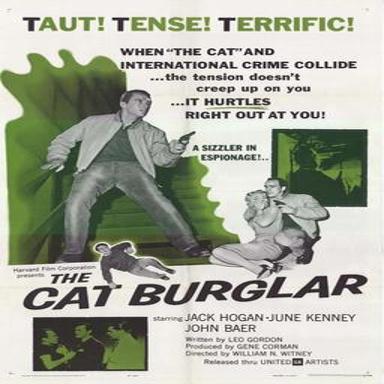 TAUT! TENSE! TERRIFIC!
WHEN "THE CAT" AND
INTERNATIONAL CRIME COLLIDE
...the tension doesn't
creep up on you
...IT HURTLES
RIGHT OUT AT YOU!
A SIZZLER IN
ESPIONAGE!..
Harvard Film Corporation
presents
THE
CAT BURGLAR
starring JACK HOGAN-JUNE KENNEY
JOHN BAER
Written by LEO GORDON
Produced by GENE CORMAN
Directed by WILLIAM N. WITNEY
Released thru UNITED UA ARTISTS